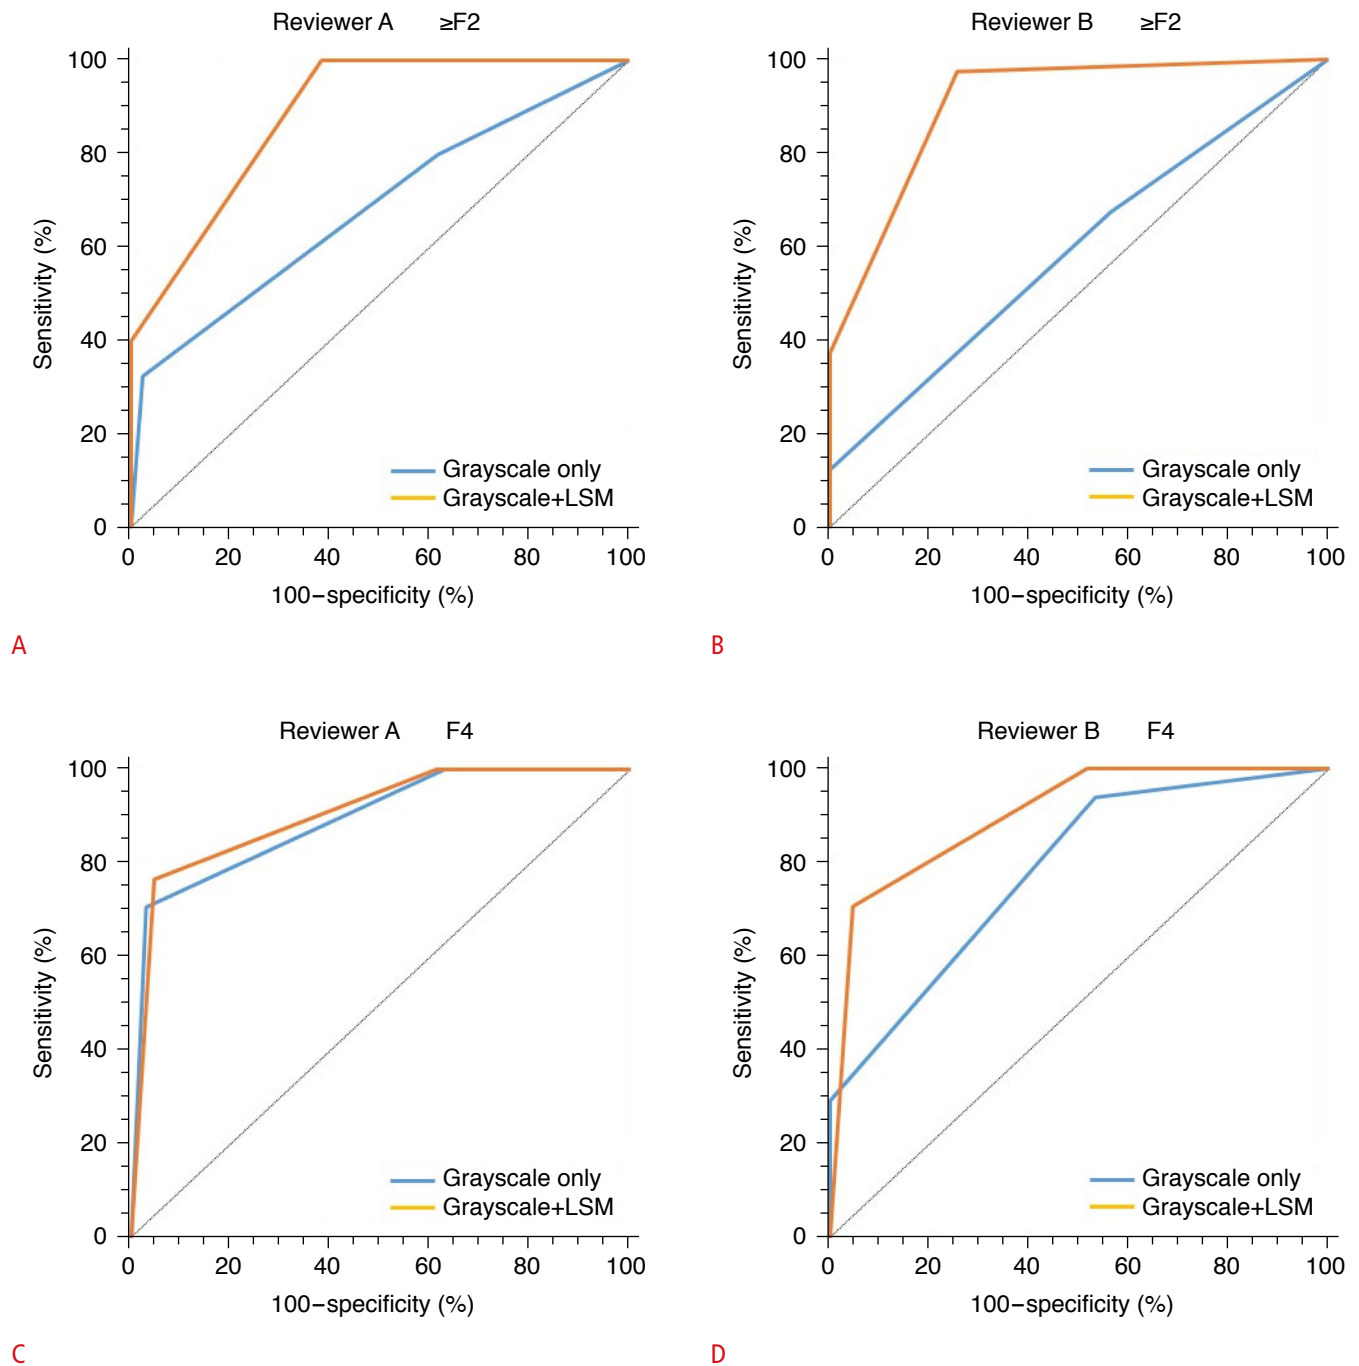 Reviewer A ≥F2
100
80
60
40
20
0
Sensitivity (%)
Grayscale only
Grayscale+LSM
0 20 40 60 80 100
100−specificity (%)
A
Reviewer B ≥F2
100
80
60
40
20
0
Sensitivity (%)
Grayscale only
Grayscale+LSM
0 20 40 60 80 100
100−specificity (%)
B
Reviewer A F4
100
80
60
40
20
0
Sensitivity (%)
Grayscale only
Grayscale+LSM
0 20 40 60 80 100
100−specificity (%)
C
Reviewer B F4
100
80
60
40
20
0
Sensitivity (%)
Grayscale only
Grayscale+LSM
0 20 40 60 80 100
100−specificity (%)
D